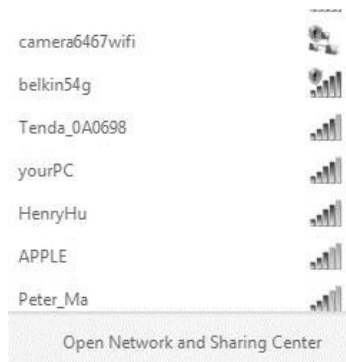 camera6467wifi
belkin54g
Tenda_0A0698
yourPC
HenryHu
APPLE
Peter_Ma
Open Network and Sharing Center